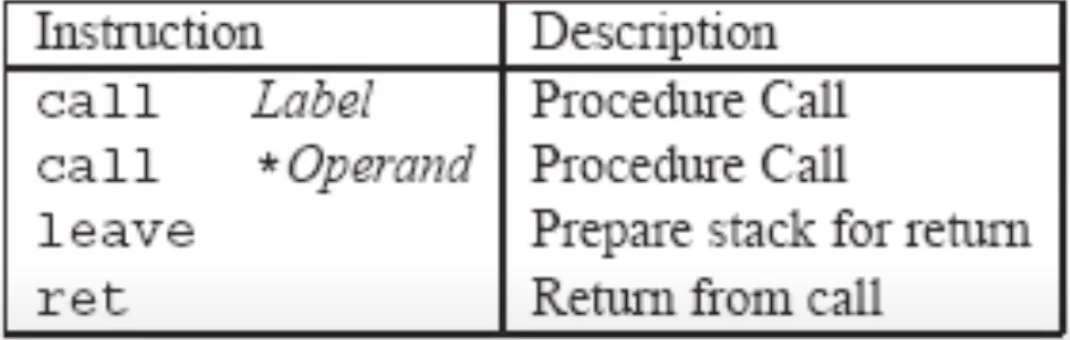 Instruction Description
call Label Procedure Call
call *Operand Procedure Call
leave Prepare stack for return
ret Return from call